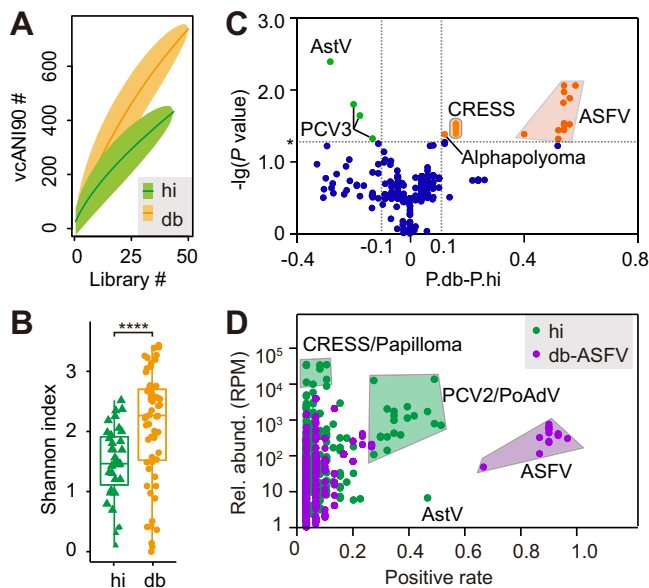 A
vcANI90 #
600
400
200
0
hi
db
0
25
50
Library #
B
****
Shannon index
3
2
1
0
hi
db
C
-lg(P value)
3.0
2.0
*
1.0
0
AstV
PCV3
CRESS
Alphapolyoma
ASFV
-0.4
-0.1
0
0.1
0.4
0.8
P.db-P.hi
D
hi
db-ASFV
Rel. abund. (RPM)
10⁵
10⁴
10³
10²
10
1
CRESS/Papilloma
PCV2/PoAdV
ASFV
AstV
0
0.2
0.4
0.6
0.8
1.0
Positive rate